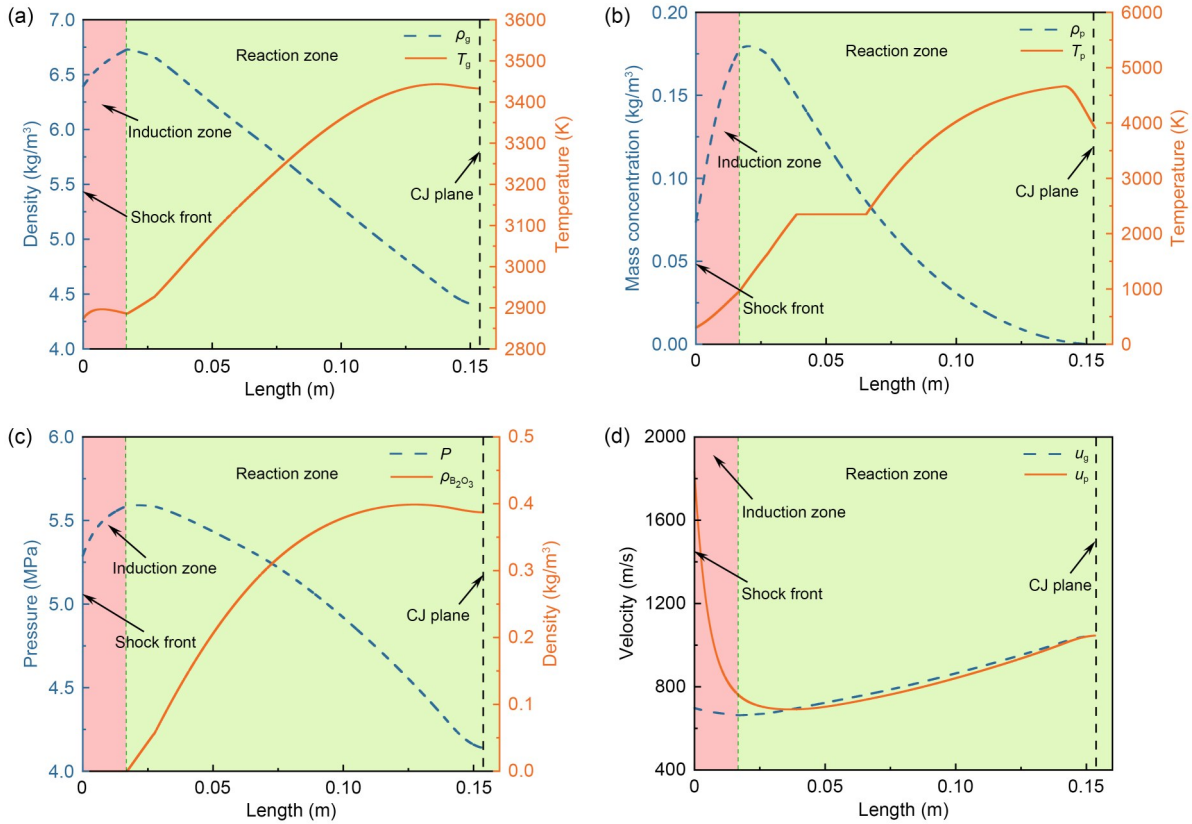 (a)
7.0
6.5
6.0
5.5
5.0
4.5
4.0
Density (kg/m³)
3600
3500
3400
3300
3200
3100
3000
2900
2800
Temperature (K)
Reaction zone
ρg
Tg
Induction zone
Shock front
CJ plane
0
0.05
0.10
0.15
Length (m)
(b)
0.20
0.15
0.10
0.05
0.00
Mass concentration (kg/m³)
6000
5000
4000
3000
2000
1000
0
Temperature (K)
Reaction zone
ρp
Tp
Induction zone
CJ plane
Shock front
0
0.05
0.10
0.15
Length (m)
(c)
6.0
5.5
5.0
4.5
4.0
Pressure (MPa)
0.5
0.4
0.3
0.2
0.1
0.0
Density (kg/m³)
Reaction zone
P
ρB₂O₃
Induction zone
Shock front
CJ plane
0
0.05
0.10
0.15
Length (m)
(d)
2000
1600
1200
800
400
Velocity (m/s)
Reaction zone
ug
up
Induction zone
Shock front
CJ plane
0
0.05
0.10
0.15
Length (m)